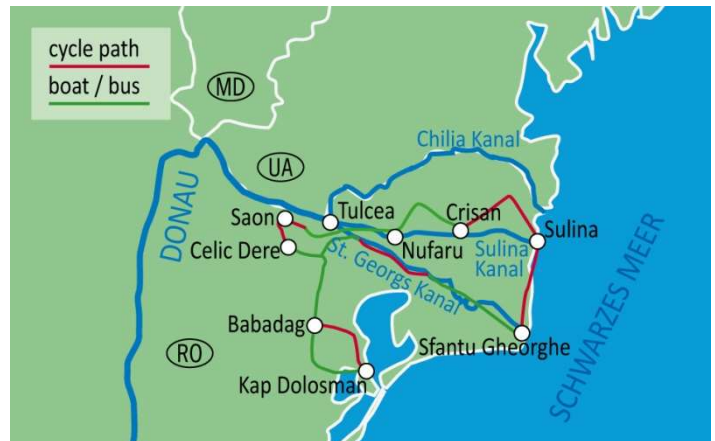 cycle path
boat / bus
MD
Chilia Kanal
UA
DONAU
Saon
Tulcea
Crisan
Sulina
Celic Dere
Nufaru
Sulina
Kanal
St. Georgs Kanal
Babadag
Sfantu Gheorghe
RO
Kap Dolosman
SCHWARZES MEER